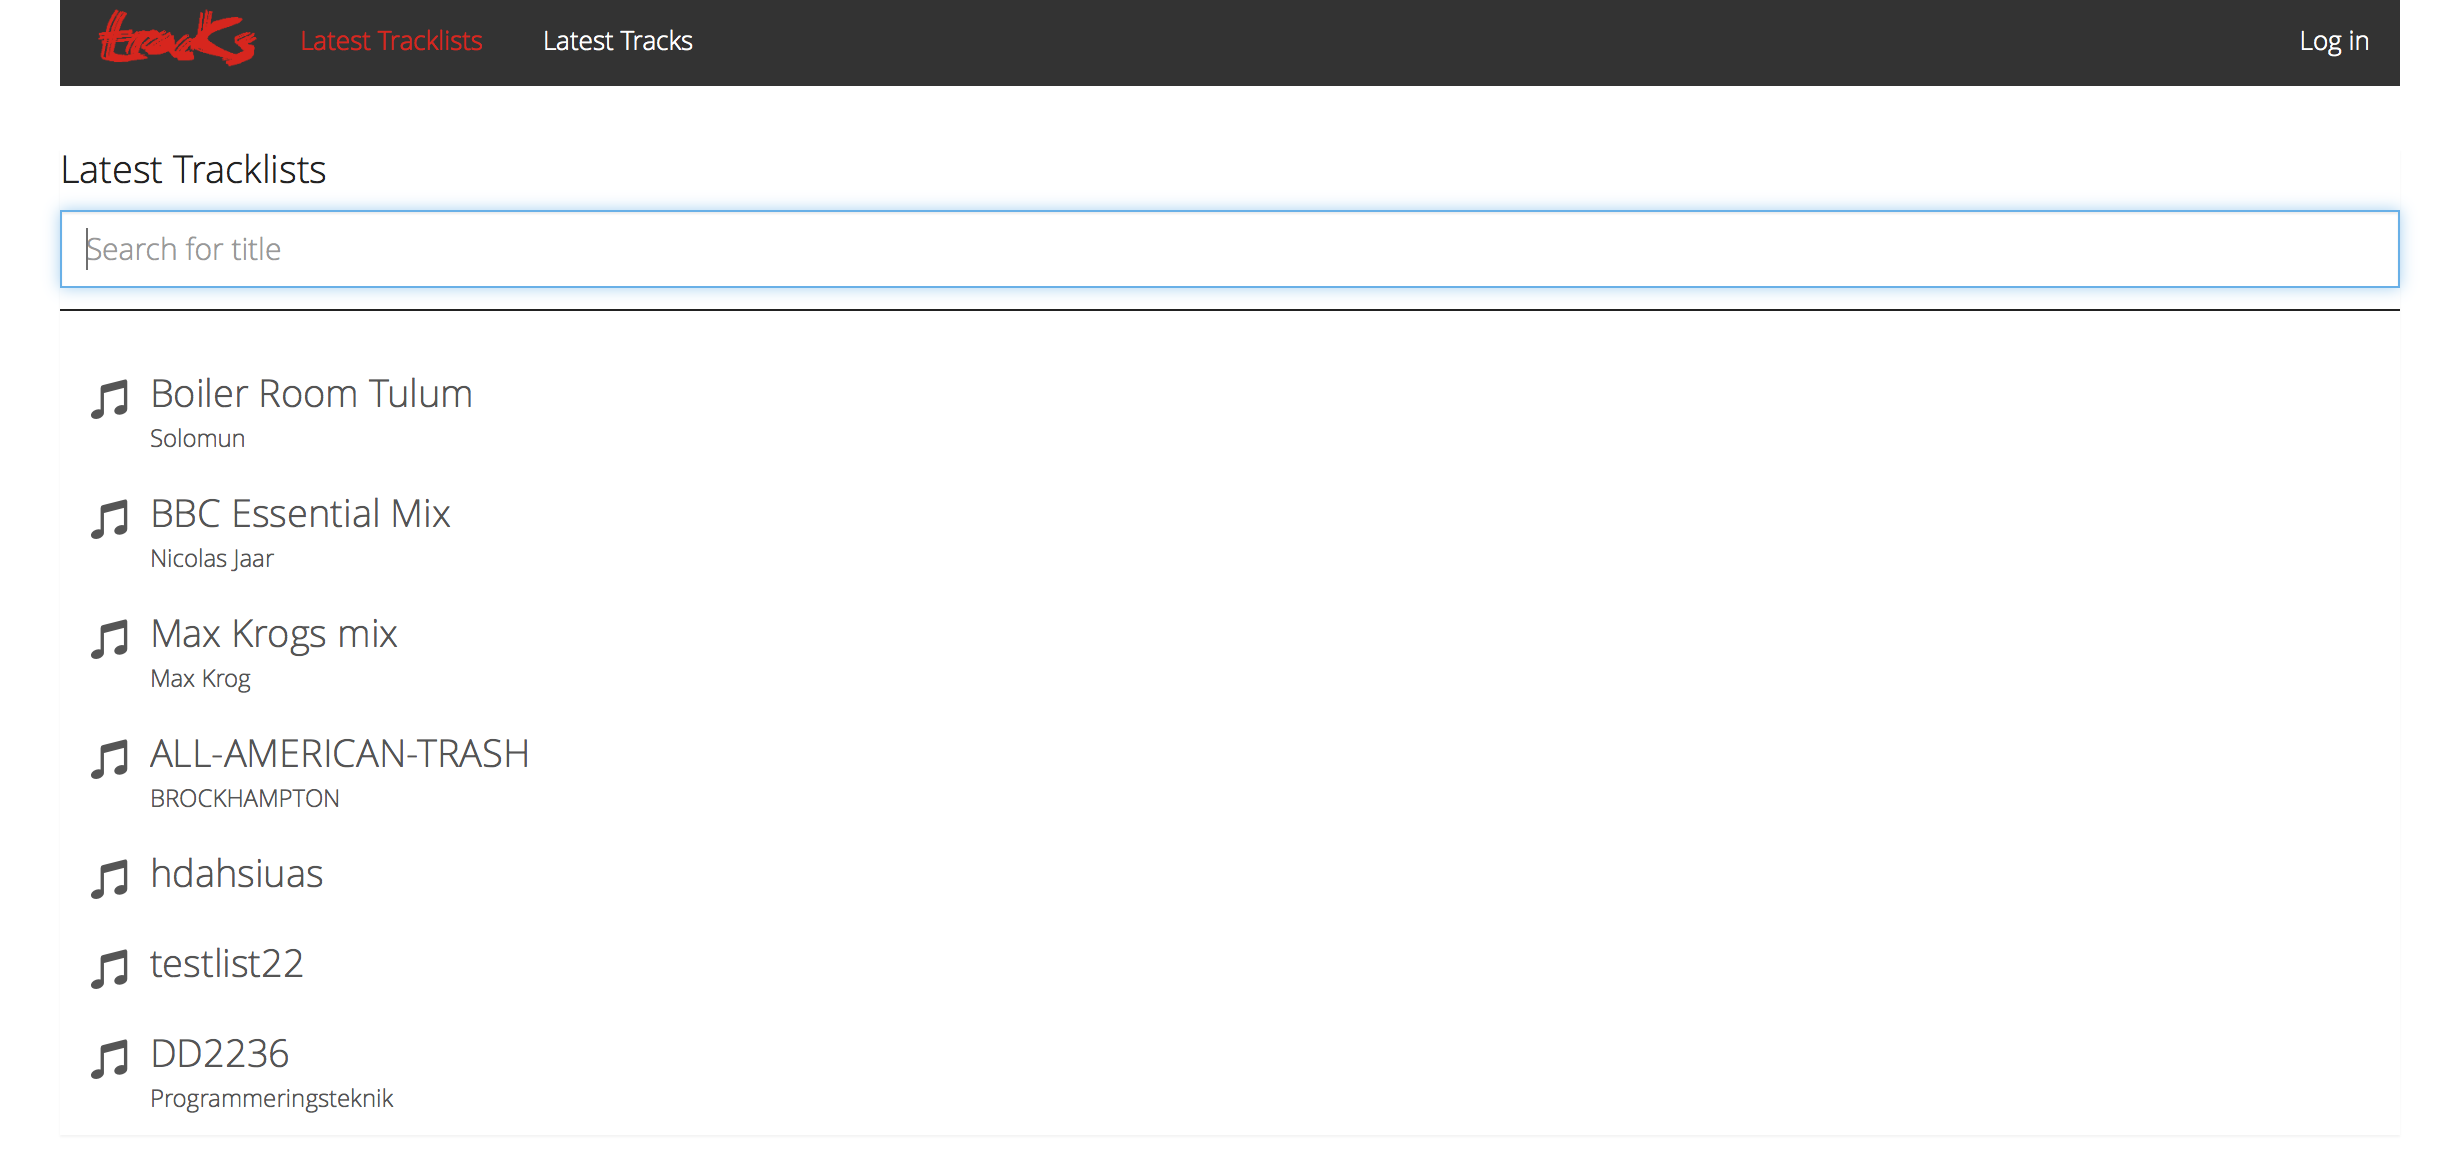 tracks Latest Tracklists Latest Tracks Log in
Latest Tracklists
Search for title
Boiler Room Tulum
Solomun
BBC Essential Mix
Nicolas Jaar
Max Krogs mix
Max Krog
ALL-AMERICAN-TRASH
BROCKHAMPTON
hdahsiuas
testlist22
DD2236
Programmeringsteknik